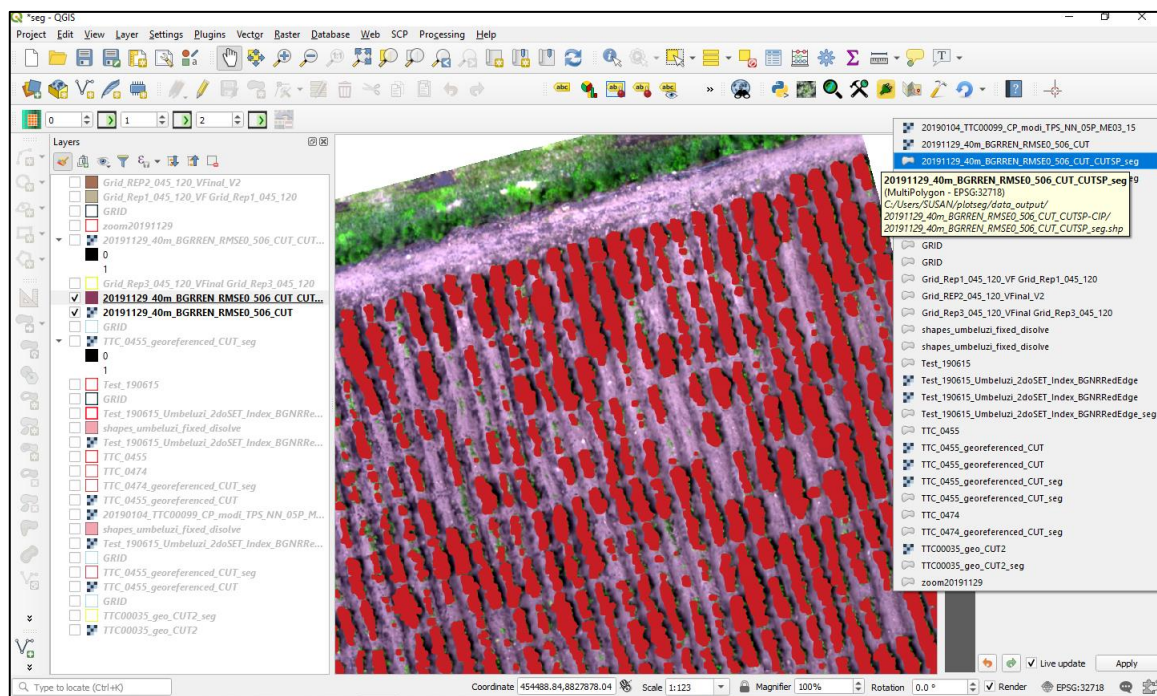 *seg - QGIS
Project Edit View Layer Settings Plugins Vector Raster Database Web SCP Processing Help
0 1 2
Layers
Grid_REP2_045_120_VFinal_V2
Grid_Rep1_045_120_VF Grid_Rep1_045_120
GRID
zoom20191129
20191129_40m_BGRREN_RMSE0_506_CUT_CUT...
0
1
Grid_Rep3_045_120_VFinal Grid_Rep3_045_120
20191129_40m_BGRREN_RMSE0_506_CUT CUT...
20191129_40m_BGRREN_RMSE0_506_CUT
GRID
TTC_0455_georeferenced_CUT_seg
0
1
Test_190615
GRID
Test_190615_Umbeluzi_2doSET_Index_BGNRRe...
shapes_umbeluzi_fixed_disolve
Test_190615_Umbeluzi_2doSET_Index_BGNRRe...
TTC_0455
TTC_0474
TTC_0474_georeferenced_CUT_seg
TTC_0455_georeferenced_CUT
20190104_TTC00099_CP_modi_TPS_NN_05P_M...
shapes_umbeluzi_fixed_disolve
Test_190615_Umbeluzi_2doSET_Index_BGNRRe...
GRID
TTC_0455_georeferenced_CUT_seg
TTC_0455_georeferenced_CUT
GRID
TTC00035_geo_CUT2_seg
TTC00035_geo_CUT2
20190104_TTC00099_CP_modi_TPS_NN_05P_ME03_15
20191129_40m_BGRREN_RMSE0_506_CUT
20191129_40m_BGRREN_RMSE0_506_CUT_CUTSP_seg
20191129_40m_BGRREN_RMSE0_506_CUT_CUTSP_seg
(MultiPolygon - EPSG:32718)
C:/Users/SUSAN/plotseg/data_output/
20191129_40m_BGRREN_RMSE0_506_CUT_CUTSP-CIP/
20191129_40m_BGRREN_RMSE0_506_CUT_CUTSP_seg.shp
GRID
GRID
Grid_Rep1_045_120_VF Grid_Rep1_045_120
Grid_REP2_045_120_VFinal_V2
Grid_Rep3_045_120_VFinal Grid_Rep3_045_120
shapes_umbeluzi_fixed_disolve
shapes_umbeluzi_fixed_disolve
Test_190615
Test_190615_Umbeluzi_2doSET_Index_BGNRRedEdge
Test_190615_Umbeluzi_2doSET_Index_BGNRRedEdge
Test_190615_Umbeluzi_2doSET_Index_BGNRRedEdge_seg
TTC_0455
TTC_0455_georeferenced_CUT
TTC_0455_georeferenced_CUT
TTC_0455_georeferenced_CUT_seg
TTC_0455_georeferenced_CUT_seg
TTC_0474
TTC_0474_georeferenced_CUT_seg
TTC00035_geo_CUT2
TTC00035_geo_CUT2_seg
zoom20191129
Live update Apply
Type to locate (Ctrl+K) Coordinate 454488.84,8827878.04 Scale 1:123 Magnifier 100% Rotation 0.0 ° Render EPSG:32718